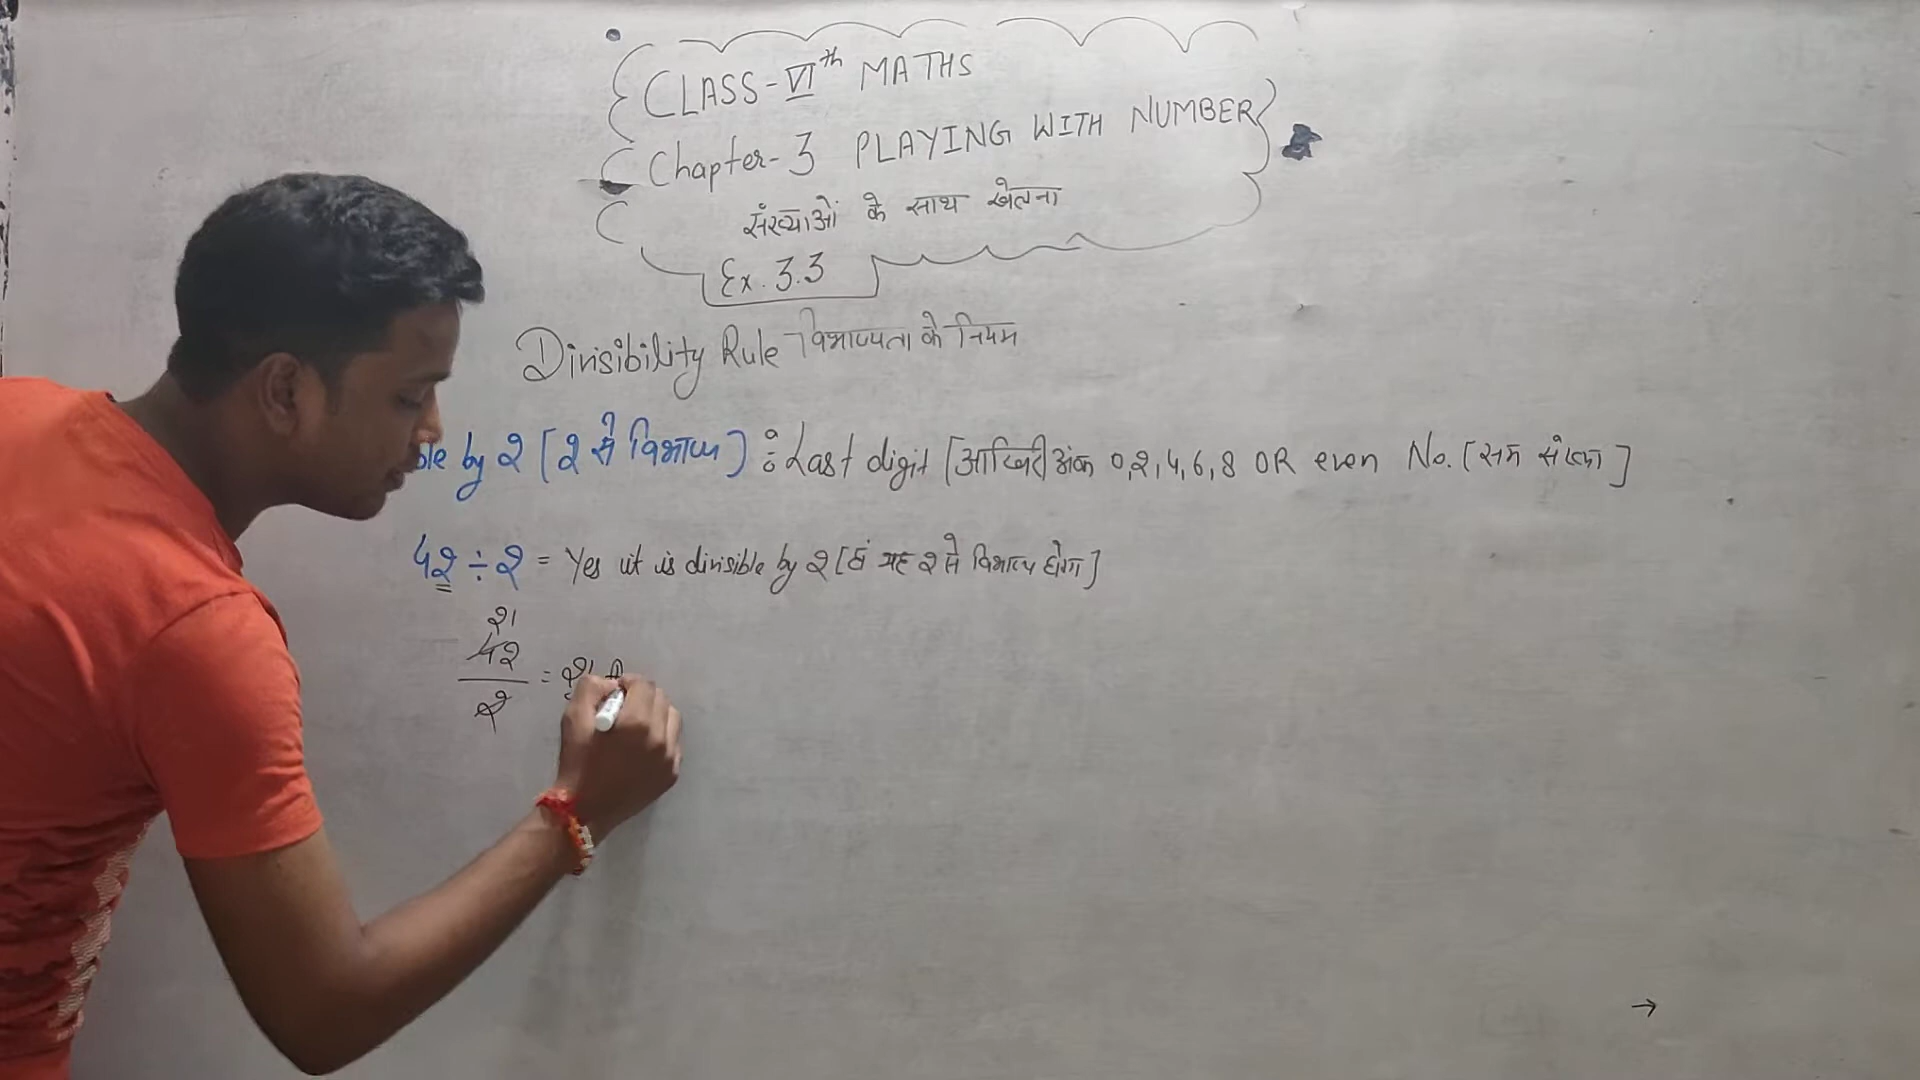 CLASS-VIth MATHS
Chapter-3 PLAYING WITH NUMBER
संख्याओं के साथ खेलना
Ex. 3.3
Divisibility Rule विभाज्यता के नियम
ble by 2 [2 से विभाज्य] : Last digit [आखिरी अंक 0,2,4,6,8 OR even No. [सम संख्या]
42 ÷ 2 = Yes it is divisible by 2 [हां यह 2 से विभाज्य होगा]
21
42
2
= 21
→